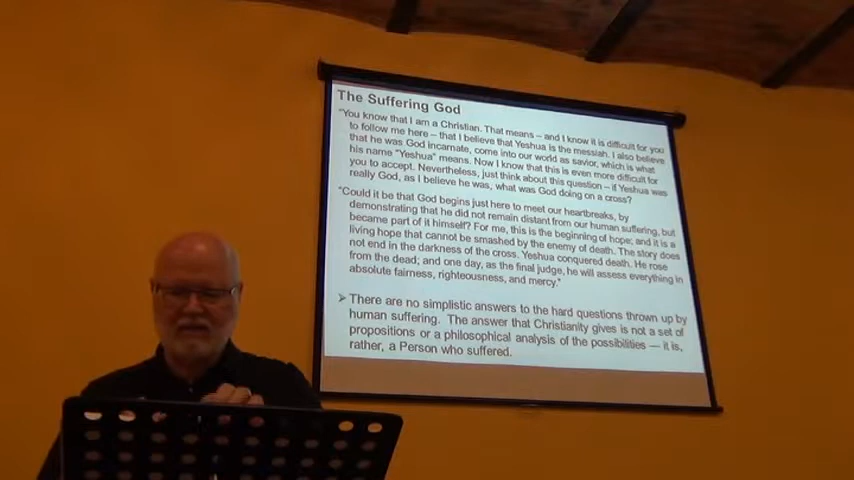 The Suffering God
"You know that I am a Christian. That means – and I know it is difficult for you
to follow me here – that I believe that Yeshua is the messiah. I also believe
that he was God incarnate, come into our world as savior, which is what
his name "Yeshua" means. Now I know that this is even more difficult for
you to accept. Nevertheless, just think about this question – if Yeshua was
really God, as I believe he was, what was God doing on a cross?
"Could it be that God begins just here to meet our heartbreaks, by
demonstrating that he did not remain distant from our human suffering, but
became part of it himself? For me, this is the beginning of hope; and it is a
living hope that cannot be smashed by the enemy of death. The story does
not end in the darkness of the cross. Yeshua conquered death. He rose
from the dead; and one day, as the final judge, he will assess everything in
absolute fairness, righteousness, and mercy."
➢ There are no simplistic answers to the hard questions thrown up by
human suffering. The answer that Christianity gives is not a set of
propositions or a philosophical analysis of the possibilities — it is,
rather, a Person who suffered.